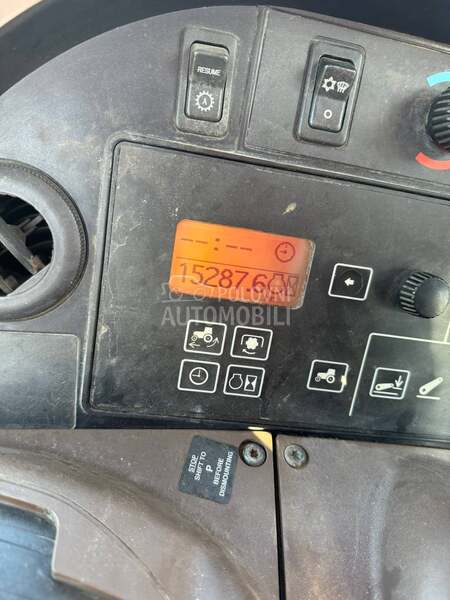 RESUME
A
O
-- : --
15287.6
POLOVNI
AUTOMOBILI
STOP
SHIFT TO
P
BEFORE
DISMOUNTING